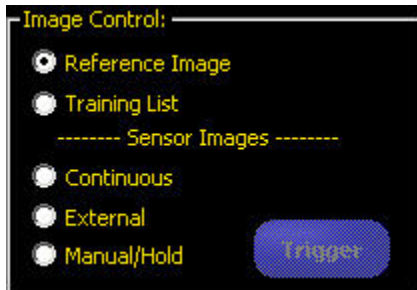 Image Control:
Reference Image
Training List
-------- Sensor Images --------
Continuous
External
Manual/Hold
Trigger